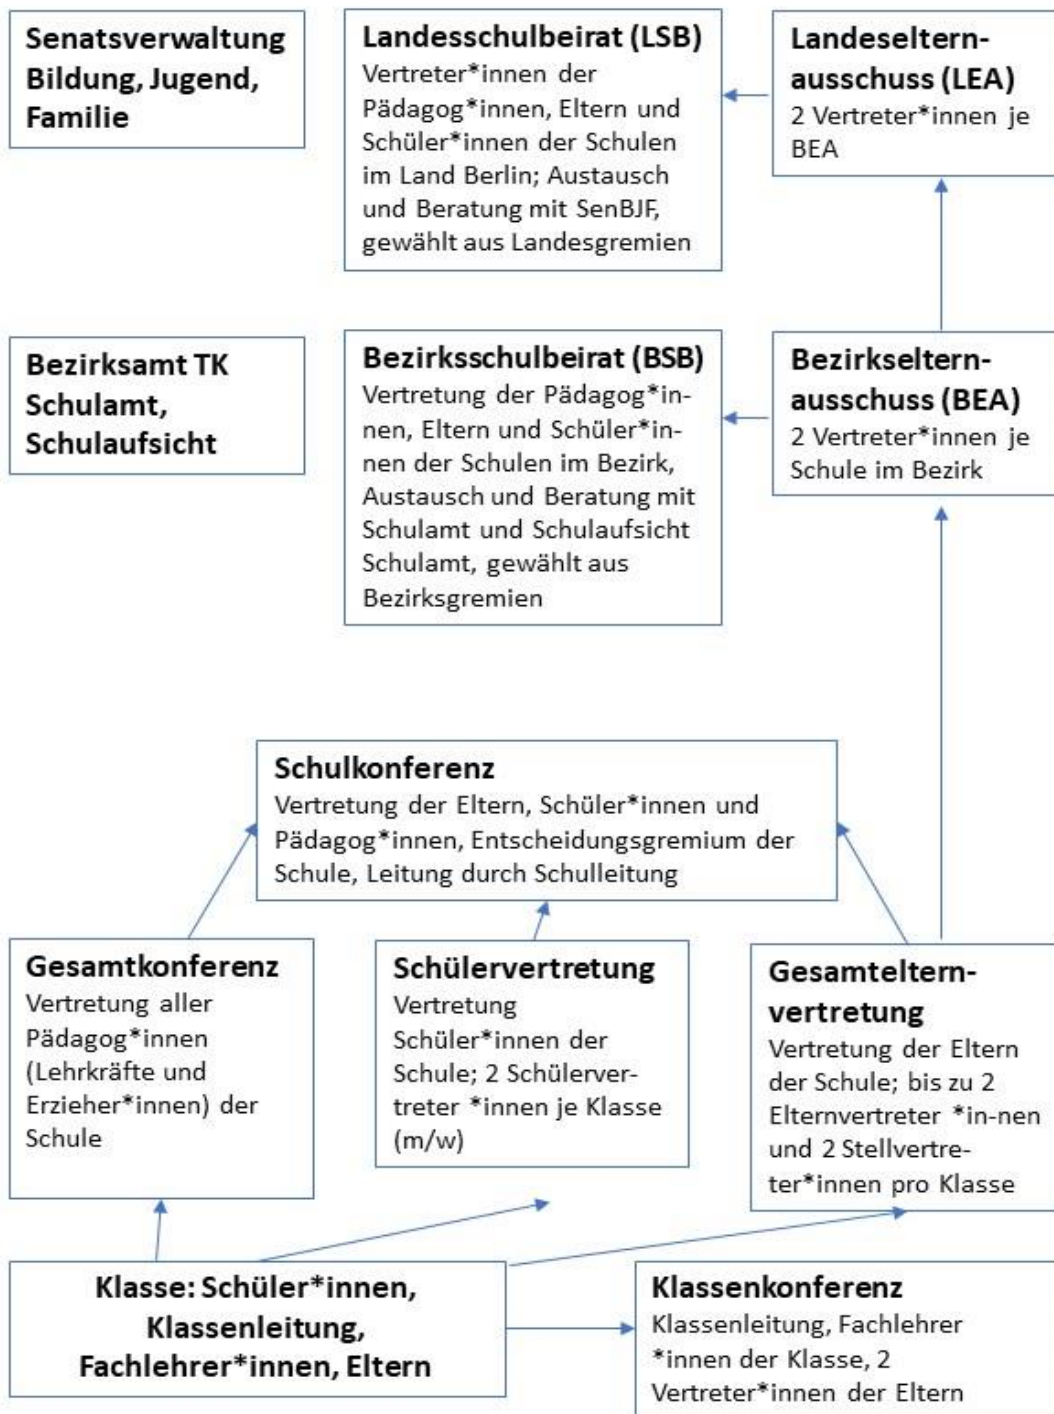 Senatsverwaltung
Bildung, Jugend,
Familie
Landesschulbeirat (LSB)
Vertreter*innen der
Pädagog*innen, Eltern und
Schüler*innen der Schulen
im Land Berlin; Austausch
und Beratung mit SenBJF,
gewählt aus Landesgremien
Landeseltern-
ausschuss (LEA)
2 Vertreter*innen je
BEA
Bezirksamt TK
Schulamt,
Schulaufsicht
Bezirksschulbeirat (BSB)
Vertretung der Pädagog*in-
nen, Eltern und Schüler*in-
nen der Schulen im Bezirk,
Austausch und Beratung mit
Schulamt und Schulaufsicht
Schulamt, gewählt aus
Bezirksgremien
Bezirkseltern-
ausschuss (BEA)
2 Vertreter*innen je
Schule im Bezirk
Schulkonferenz
Vertretung der Eltern, Schüler*innen und
Pädagog*innen, Entscheidungsgremium der
Schule, Leitung durch Schulleitung
Gesamtkonferenz
Vertretung aller
Pädagog*innen
(Lehrkräfte und
Erzieher*innen) der
Schule
Schülervertretung
Vertretung
Schüler*innen der
Schule; 2 Schülerver-
treter *innen je Klasse
(m/w)
Gesamteltern-
vertretung
Vertretung der Eltern
der Schule; bis zu 2
Elternvertreter *in-nen
und 2 Stellvertre-
ter*innen pro Klasse
Klasse: Schüler*innen,
Klassenleitung,
Fachlehrer*innen, Eltern
Klassenkonferenz
Klassenleitung, Fachlehrer
*innen der Klasse, 2
Vertreter*innen der Eltern